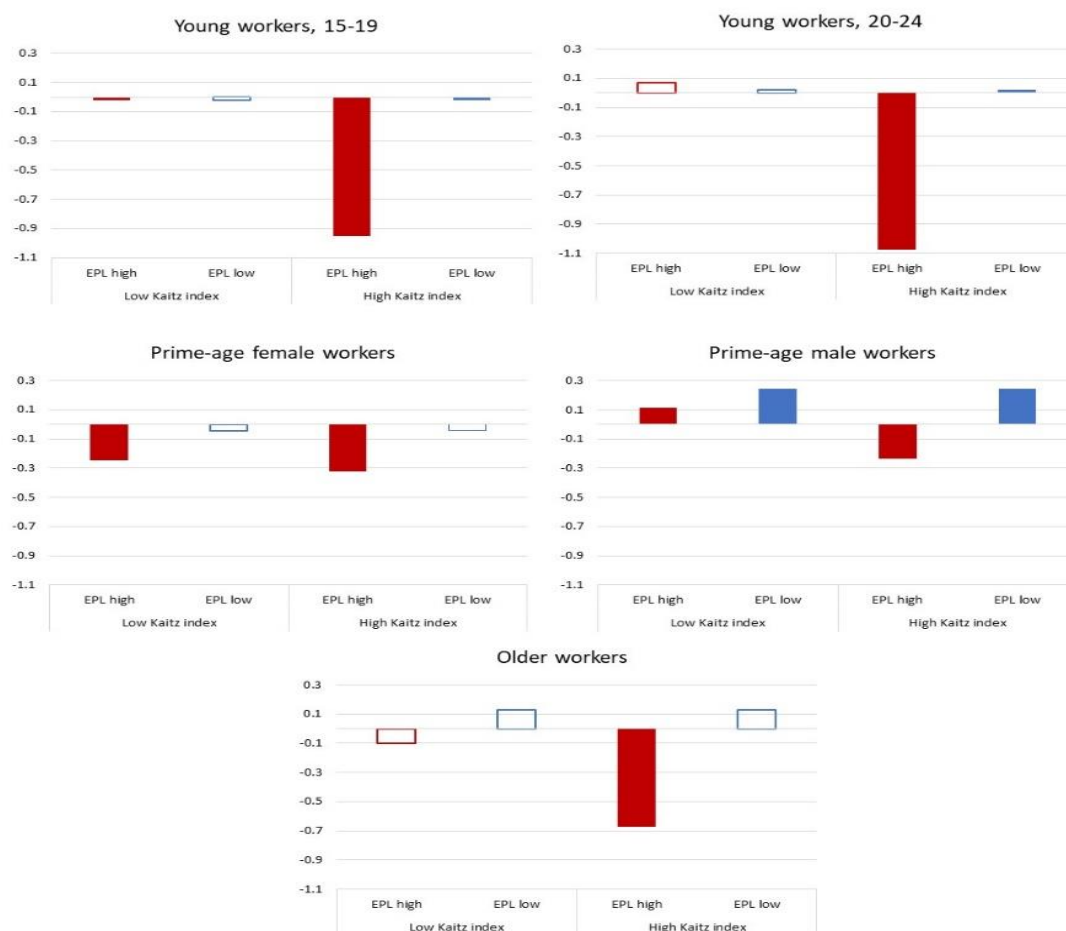 Young workers, 15-19
0.3
0.1
-0.1
-0.3
-0.5
-0.7
-0.9
-1.1
EPL high EPL low EPL high EPL low
Low Kaitz index High Kaitz index
Young workers, 20-24
0.3
0.1
-0.1
-0.3
-0.5
-0.7
-0.9
-1.1
EPL high EPL low EPL high EPL low
Low Kaitz index High Kaitz index
Prime-age female workers
0.3
0.1
-0.1
-0.3
-0.5
-0.7
-0.9
-1.1
EPL high EPL low EPL high EPL low
Low Kaitz index High Kaitz index
Prime-age male workers
0.3
0.1
-0.1
-0.3
-0.5
-0.7
-0.9
-1.1
EPL high EPL low EPL high EPL low
Low Kaitz index High Kaitz index
Older workers
0.3
0.1
-0.1
-0.3
-0.5
-0.7
-0.9
-1.1
EPL high EPL low EPL high EPL low
Low Kaitz index High Kaitz index